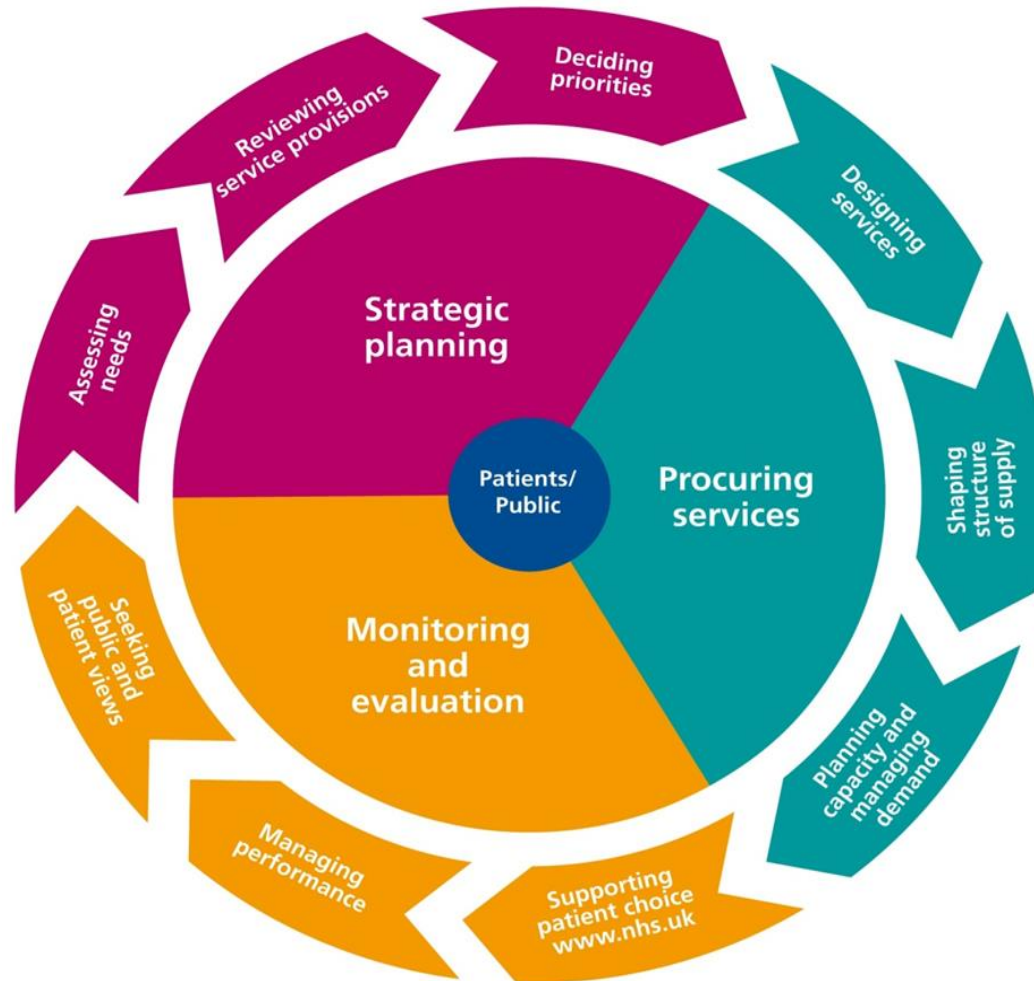 Deciding
priorities
Designing
services
Shaping
structure
of supply
Planning
capacity and
managing
demand
Supporting
patient choice
www.nhs.uk
Managing
performance
Seeking
public and
patient views
Assessing
needs
Reviewing
service provisions
Strategic
planning
Procuring
services
Monitoring
and
evaluation
Patients/
Public